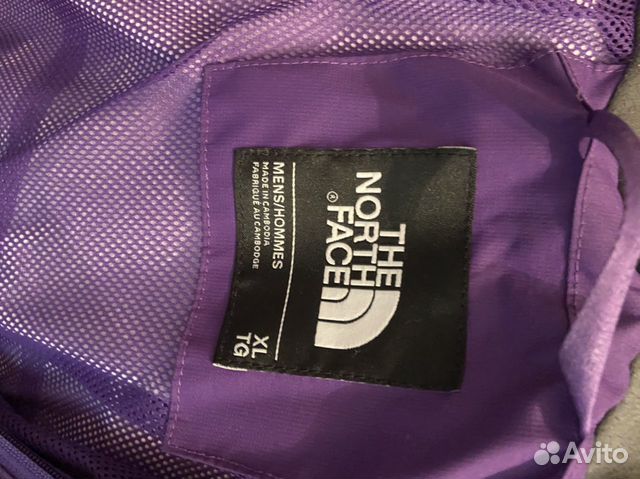 THE
NORTH
FACE®
MENS/HOMMES
MADE IN CAMBODIA
FABRIQUÉ AU CAMBODGE
XL
TG
Avito